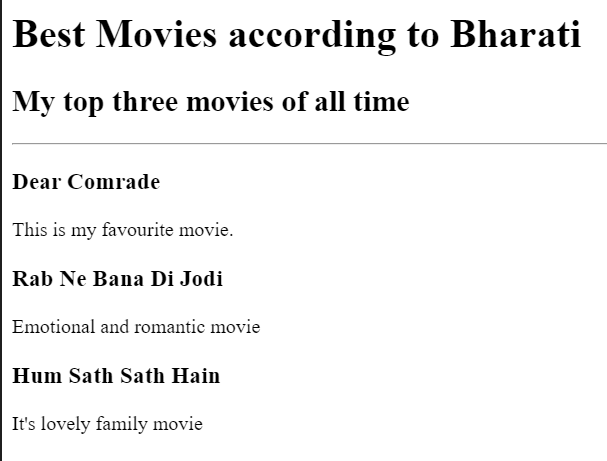 Best Movies according to Bharati
My top three movies of all time
Dear Comrade
This is my favourite movie.
Rab Ne Bana Di Jodi
Emotional and romantic movie
Hum Sath Sath Hain
It's lovely family movie